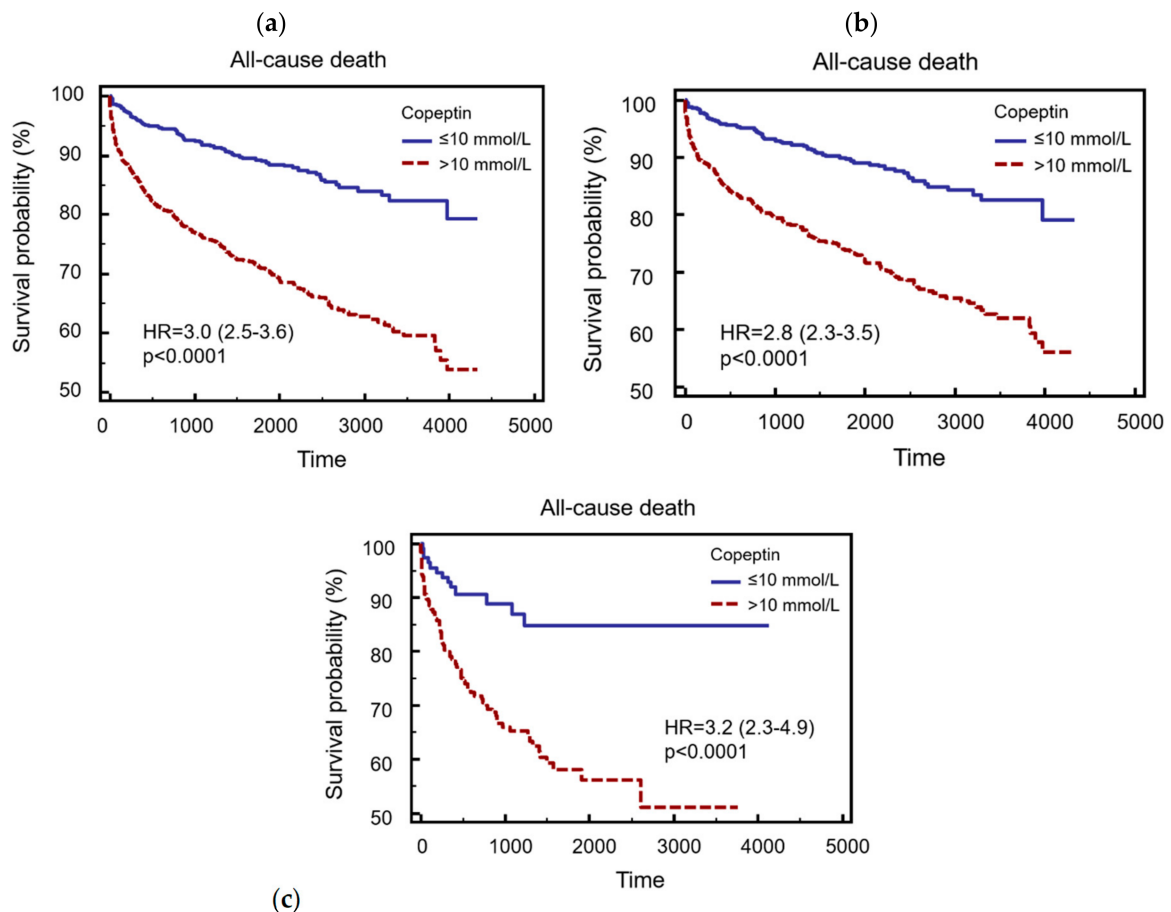 (a)
All-cause death
Survival probability (%)
100
90
80
70
60
50
Copeptin
≤10 mmol/L
>10 mmol/L
HR=3.0 (2.5-3.6)
p<0.0001
0 1000 2000 3000 4000 5000
Time
(b)
All-cause death
Survival probability (%)
100
90
80
70
60
50
Copeptin
≤10 mmol/L
>10 mmol/L
HR=2.8 (2.3-3.5)
p<0.0001
0 1000 2000 3000 4000 5000
Time
All-cause death
Survival probability (%)
100
90
80
70
60
50
Copeptin
≤10 mmol/L
>10 mmol/L
HR=3.2 (2.3-4.9)
p<0.0001
0 1000 2000 3000 4000 5000
Time
(c)